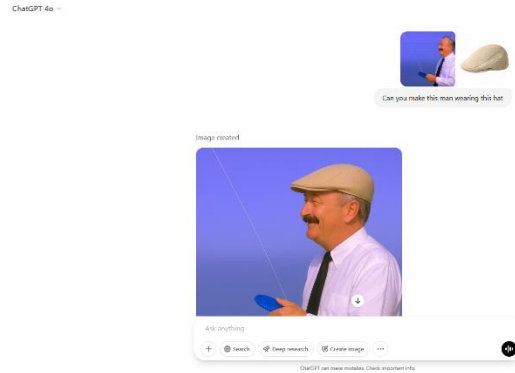 ChatGPT 4o
Can you make this man wearing this hat
Image created
Ask anything
Search
Deep research
Create image
ChatGPT can make mistakes. Check important info.